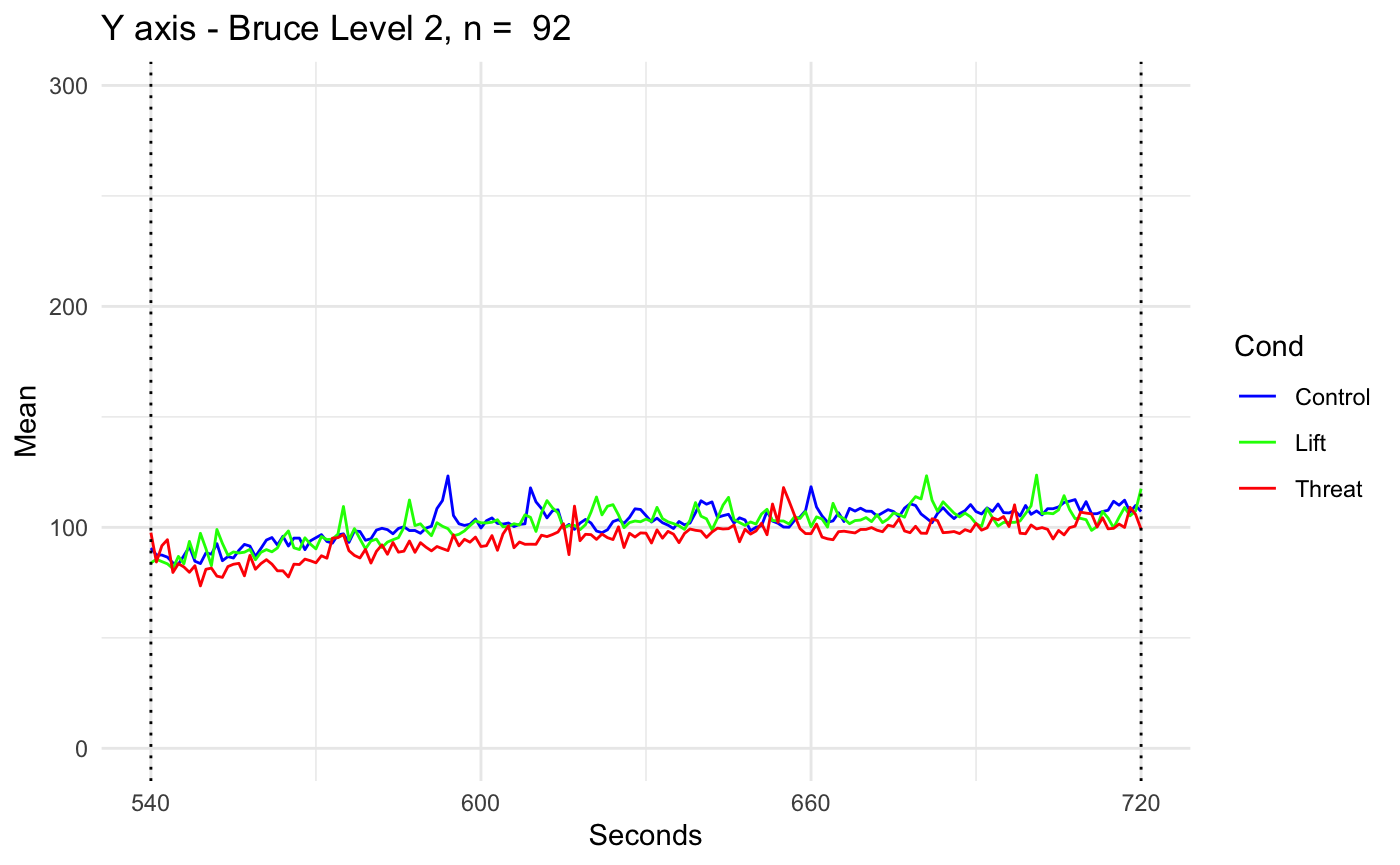 Y axis - Bruce Level 2, n =  92
300
200
100
0
Mean
540
600
660
720
Seconds
Cond
Control
Lift
Threat